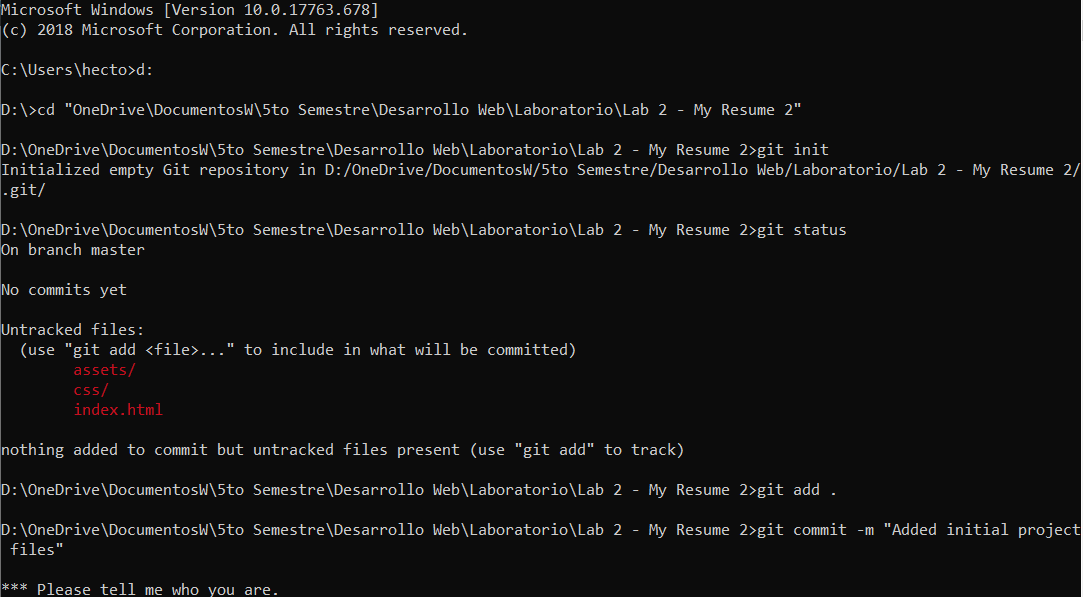 Microsoft Windows [Version 10.0.17763.678]
(c) 2018 Microsoft Corporation. All rights reserved.
C:\Users\hecto>d:
D:\>cd "OneDrive\DocumentosW\5to Semestre\Desarrollo Web\Laboratorio\Lab 2 - My Resume 2"
D:\OneDrive\DocumentosW\5to Semestre\Desarrollo Web\Laboratorio\Lab 2 - My Resume 2>git init
Initialized empty Git repository in D:/OneDrive/DocumentosW/5to Semestre/Desarrollo Web/Laboratorio/Lab 2 - My Resume 2/
.git/
D:\OneDrive\DocumentosW\5to Semestre\Desarrollo Web\Laboratorio\Lab 2 - My Resume 2>git status
On branch master
No commits yet
Untracked files:
(use "git add <file>..." to include in what will be committed)
assets/
css/
index.html
nothing added to commit but untracked files present (use "git add" to track)
D:\OneDrive\DocumentosW\5to Semestre\Desarrollo Web\Laboratorio\Lab 2 - My Resume 2>git add .
D:\OneDrive\DocumentosW\5to Semestre\Desarrollo Web\Laboratorio\Lab 2 - My Resume 2>git commit -m "Added initial project
files"
*** Please tell me who you are.